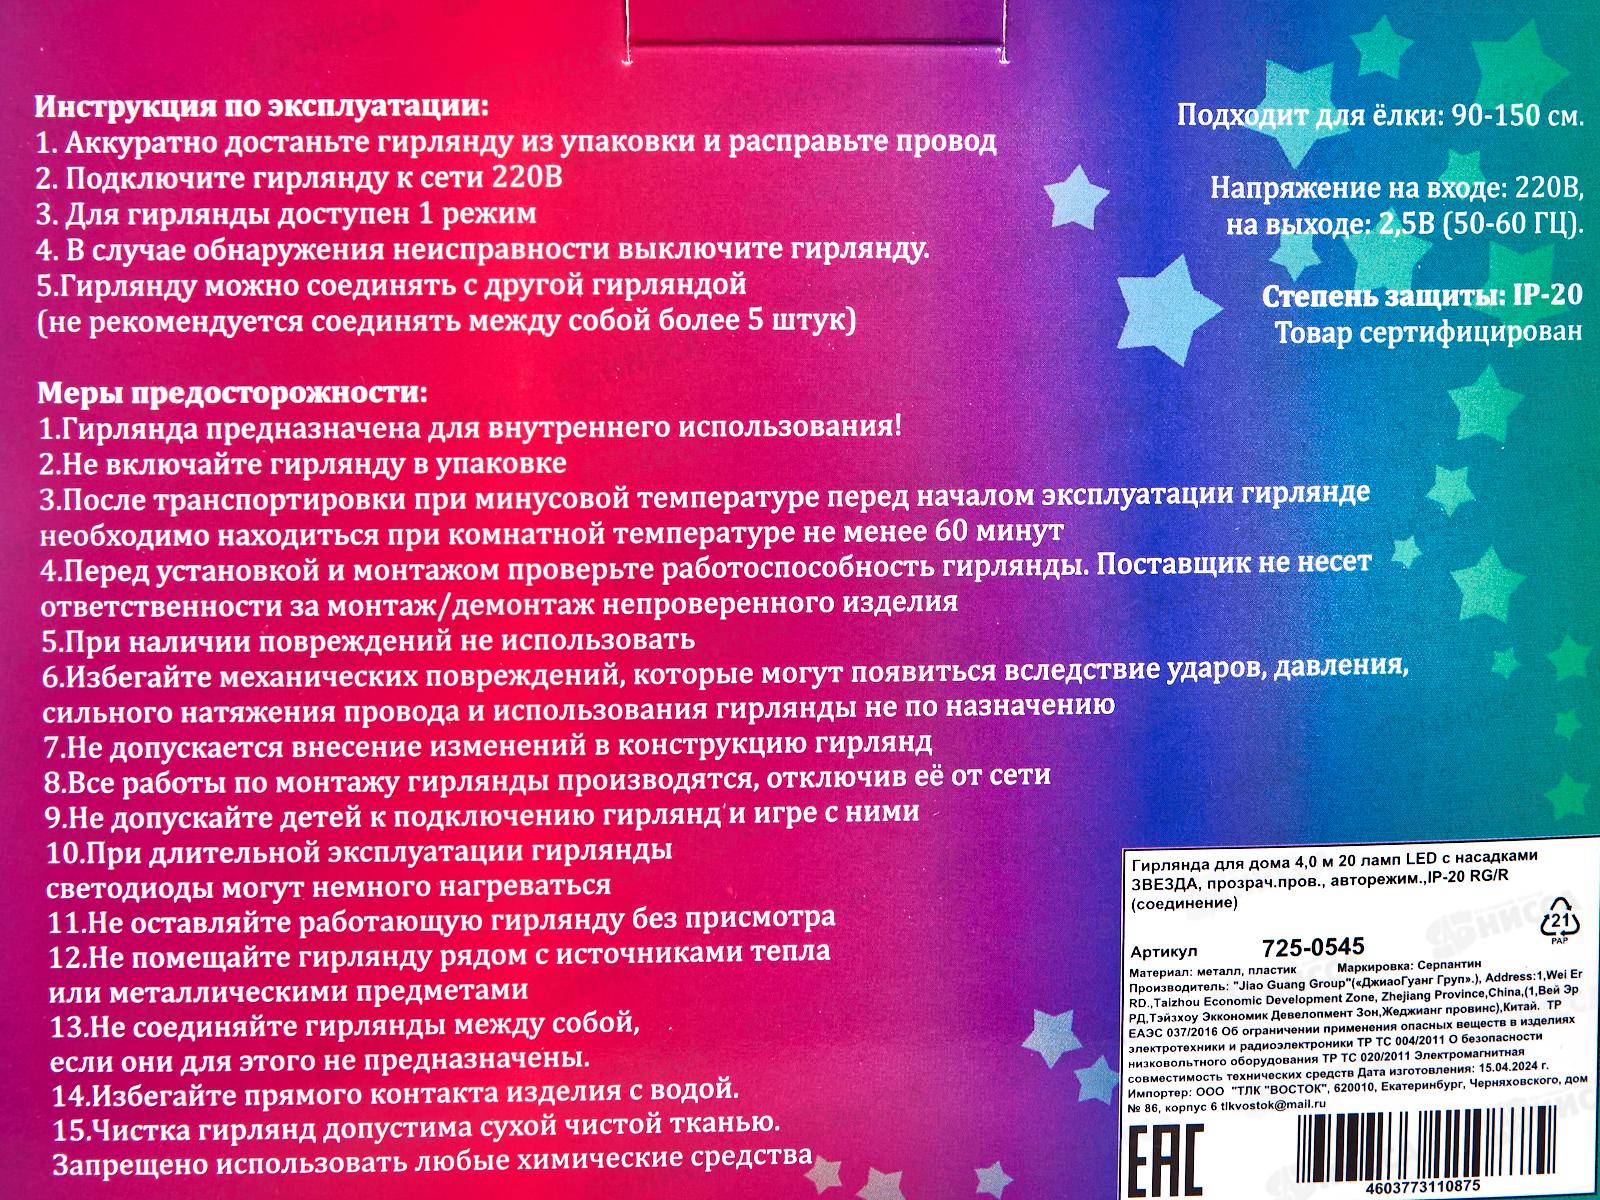 Инструкция по эксплуатации:
1. Аккуратно достаньте гирлянду из упаковки и расправьте провод
2. Подключите гирлянду к сети 220В
3. Для гирлянды доступен 1 режим
4. В случае обнаружения неисправности выключите гирлянду.
5.Гирлянду можно соединять с другой гирляндой
(не рекомендуется соединять между собой более 5 штук)
Подходит для ёлки: 90-150 см.
Напряжение на входе: 220В,
на выходе: 2,5В (50-60 ГЦ).
Степень защиты: IP-20
Товар сертифицирован
Меры предосторожности:
1.Гирлянда предназначена для внутреннего использования!
2.Не включайте гирлянду в упаковке
3.После транспортировки при минусовой температуре перед началом эксплуатации гирлянде
необходимо находиться при комнатной температуре не менее 60 минут
4.Перед установкой и монтажом проверьте работоспособность гирлянды. Поставщик не несет
ответственности за монтаж/демонтаж непроверенного изделия
5.При наличии повреждений не использовать
6.Избегайте механических повреждений, которые могут появиться вследствие ударов, давления,
сильного натяжения провода и использования гирлянды не по назначению
7.Не допускается внесение изменений в конструкцию гирлянд
8.Все работы по монтажу гирлянды производятся, отключив её от сети
9.Не допускайте детей к подключению гирлянд и игре с ними
10.При длительной эксплуатации гирлянды
светодиоды могут немного нагреваться
11.Не оставляйте работающую гирлянду без присмотра
12.Не помещайте гирлянду рядом с источниками тепла
или металлическими предметами
13.Не соединяйте гирлянды между собой,
если они для этого не предназначены.
14.Избегайте прямого контакта изделия с водой.
15.Чистка гирлянд допустима сухой чистой тканью.
Запрещено использовать любые химические средства
Гирлянда для дома 4,0 м 20 ламп LED с насадками
ЗВЕЗДА, прозрач.пров., авторежим.,IP-20 RG/R
(соединение)
21
PAP
Артикул 725-0545
Материал: металл, пластик Маркировка: Серпантин
Производитель: "Jiao Guang Group"(«ДжиаоГуанг Груп».), Address:1,Wei Er
RD.,Taizhou Economic Development Zone, Zhejiang Province,China,(1,Вей Эр
РД,Тэйзхоу Экκономик Девелопмент Зон,Жеджианг провинс),Китай. ТР
ЕАЭС 037/2016 Об ограничении применения опасных веществ в изделиях
электротехники и радиоэлектроники ТР ТС 004/2011 О безопасности
низковольтного оборудования ТР ТС 020/2011 Электромагнитная
совместимость технических средств Дата изготовления: 15.04.2024 г.
Импортер: ООО "ТЛК "ВОСТОК", 620010, Екатеринбург, Черняховского, дом
№ 86, корпус 6 tlkvostok@mail.ru
EAC
4603773110875